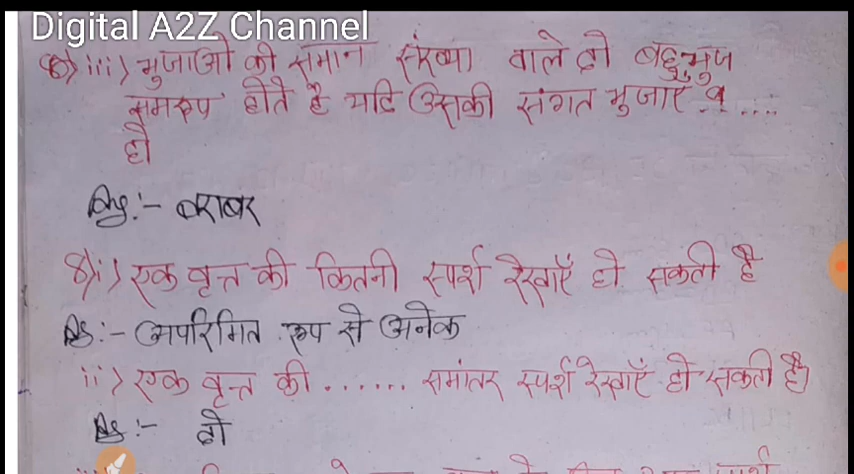 Digital A2Z Channel
8) iii) भुजाओं की समान संख्या वाले दो बहुभुज
समरूप होते है यदि उसकी संगत भुजाएँ .....
हो
Ans:- बराबर
8) i) एक वृत्त की कितनी स्पर्श रेखाएँ हो सकती है
Ans:- अपरिमित रूप से अनेक
ii) एक वृत्त की ...... समांतर स्पर्श रेखाएँ हो सकती है।
Ans:- दो